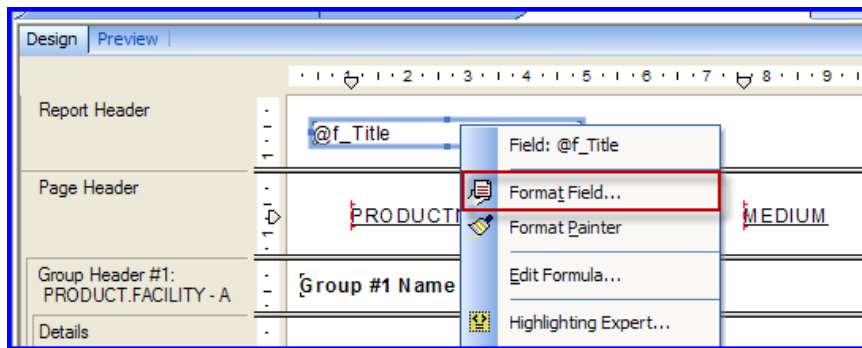 Design Preview
1 2 3 4 5 6 7 8 9
Report Header
@f_Title
Field: @f_Title
Page Header
Format Field...
PRODUCTN
MEDIUM
Format Painter
Group Header #1:
PRODUCT.FACILITY - A
Group #1 Name
Edit Formula...
Details
Highlighting Expert...